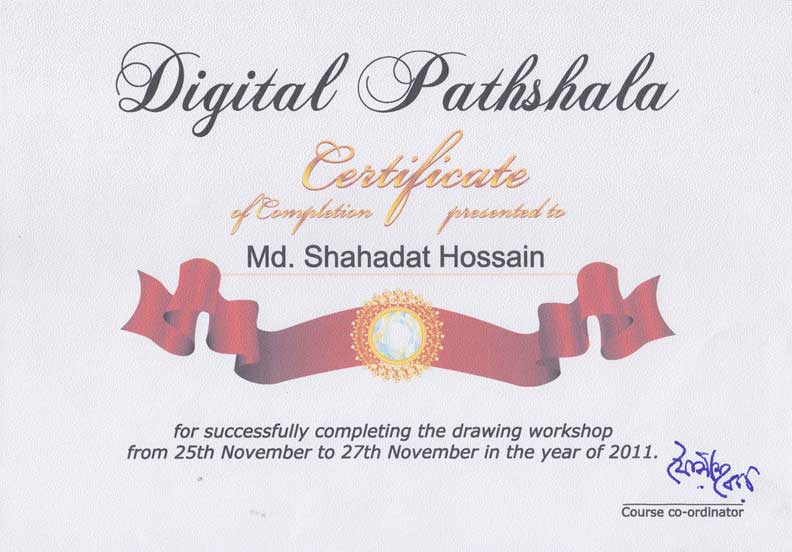 Digital Pathshala
Certificate
of Completion presented to
Md. Shahadat Hossain
for successfully completing the drawing workshop
from 25th November to 27th November in the year of 2011.
Course co-ordinator